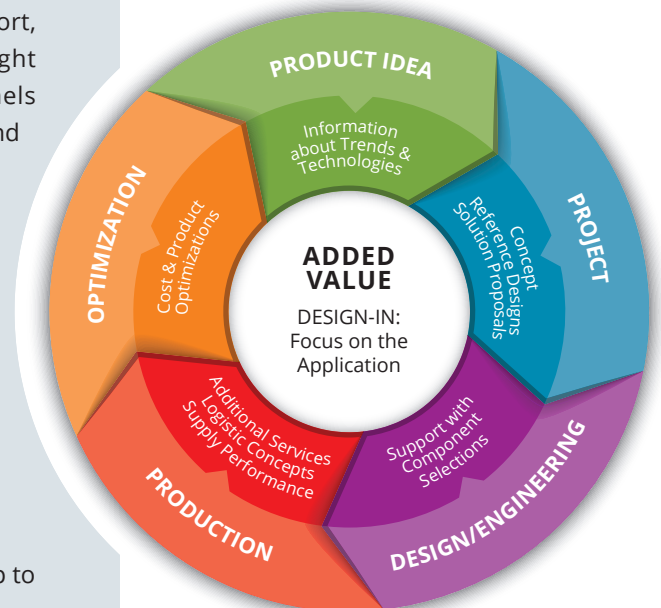 ort,
ght
nels
nd
PRODUCT IDEA
Information
about Trends &
Technologies
PROJECT
Concept
Reference Designs
Solution Proposals
DESIGN/ENGINEERING
Support with
Component
Selections
PRODUCTION
Additional Services
Logistic Concepts
Supply Performance
OPTIMIZATION
Cost & Product
Optimizations
ADDED
VALUE
DESIGN-IN:
Focus on the
Application
to